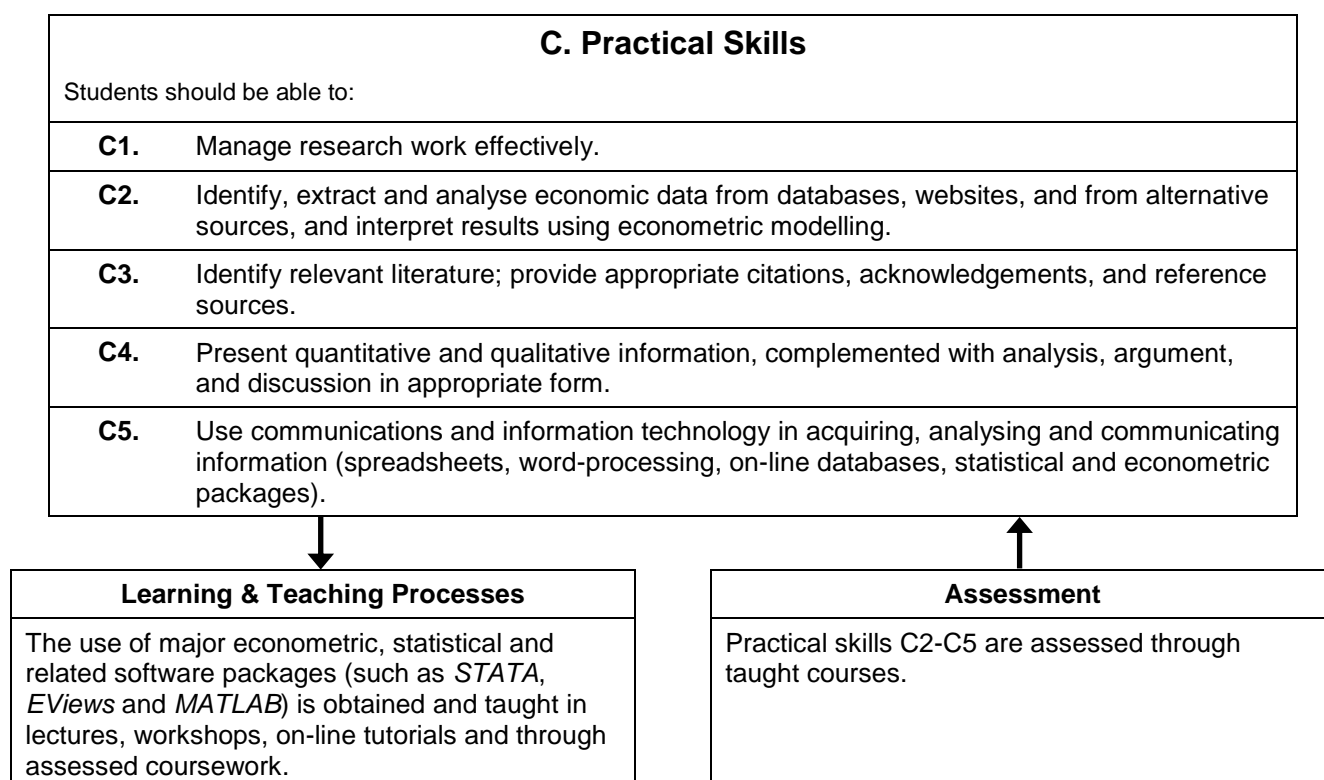 C. Practical Skills
Students should be able to:
C1. Manage research work effectively.
C2. Identify, extract and analyse economic data from databases, websites, and from alternative
sources, and interpret results using econometric modelling.
C3. Identify relevant literature; provide appropriate citations, acknowledgements, and reference
sources.
C4. Present quantitative and qualitative information, complemented with analysis, argument,
and discussion in appropriate form.
C5. Use communications and information technology in acquiring, analysing and communicating
information (spreadsheets, word-processing, on-line databases, statistical and econometric
packages).
Learning & Teaching Processes
The use of major econometric, statistical and
related software packages (such as STATA,
EViews and MATLAB) is obtained and taught in
lectures, workshops, on-line tutorials and through
assessed coursework.
Assessment
Practical skills C2-C5 are assessed through
taught courses.